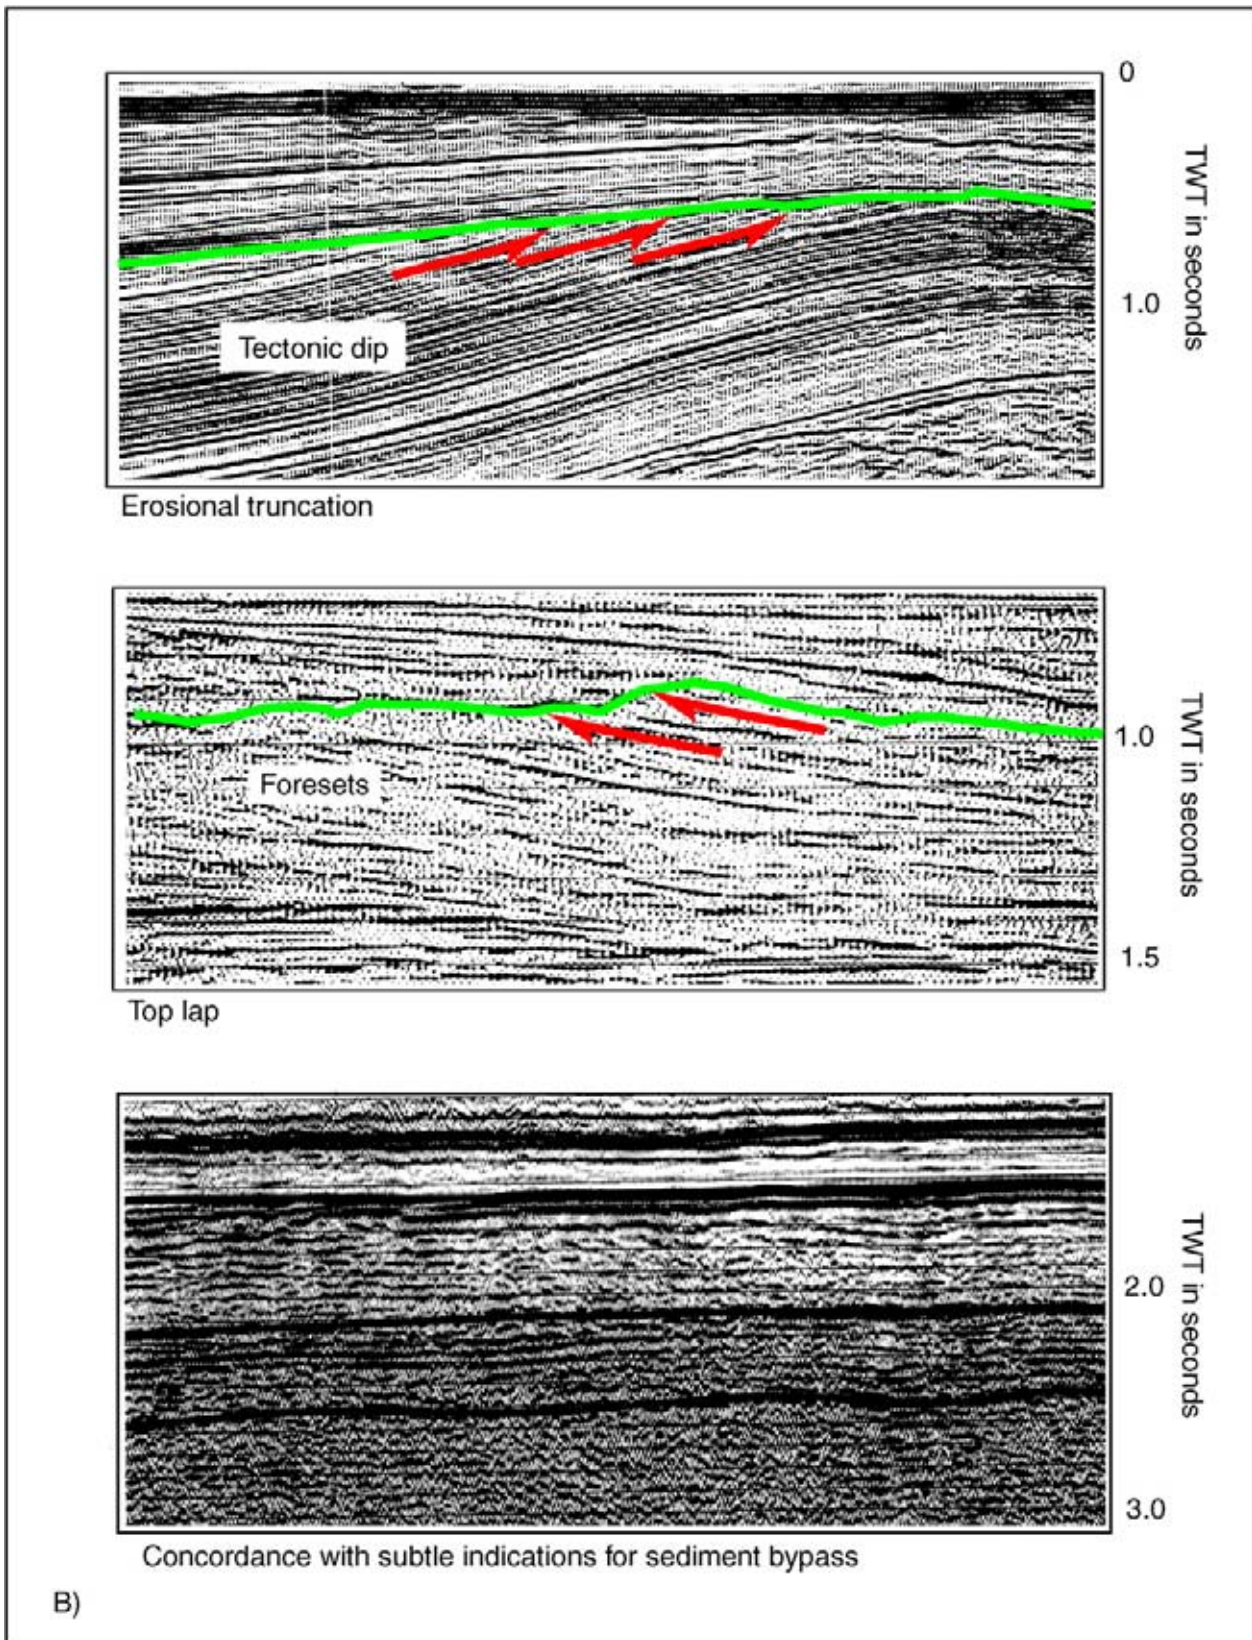 0
TWT in seconds
1.0
Tectonic dip
Erosional truncation
TWT in seconds
1.0
Foresets
1.5
Top lap
TWT in seconds
2.0
3.0
Concordance with subtle indications for sediment bypass
B)